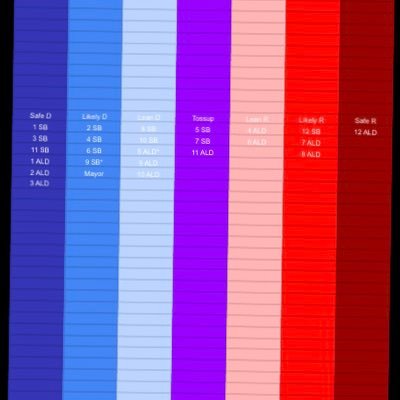 Safe D Likely D Lean D Tossup Lean R Likely R Safe R
1 SB 2 SB 8 SB 5 SB 4 ALD 12 SB 12 ALD
3 SB 4 SB 10 SB 7 SB 6 ALD 7 ALD
11 SB 6 SB 5 ALD* 11 ALD 8 ALD
1 ALD 9 SB* 9 ALD
2 ALD Mayor 10 ALD
3 ALD